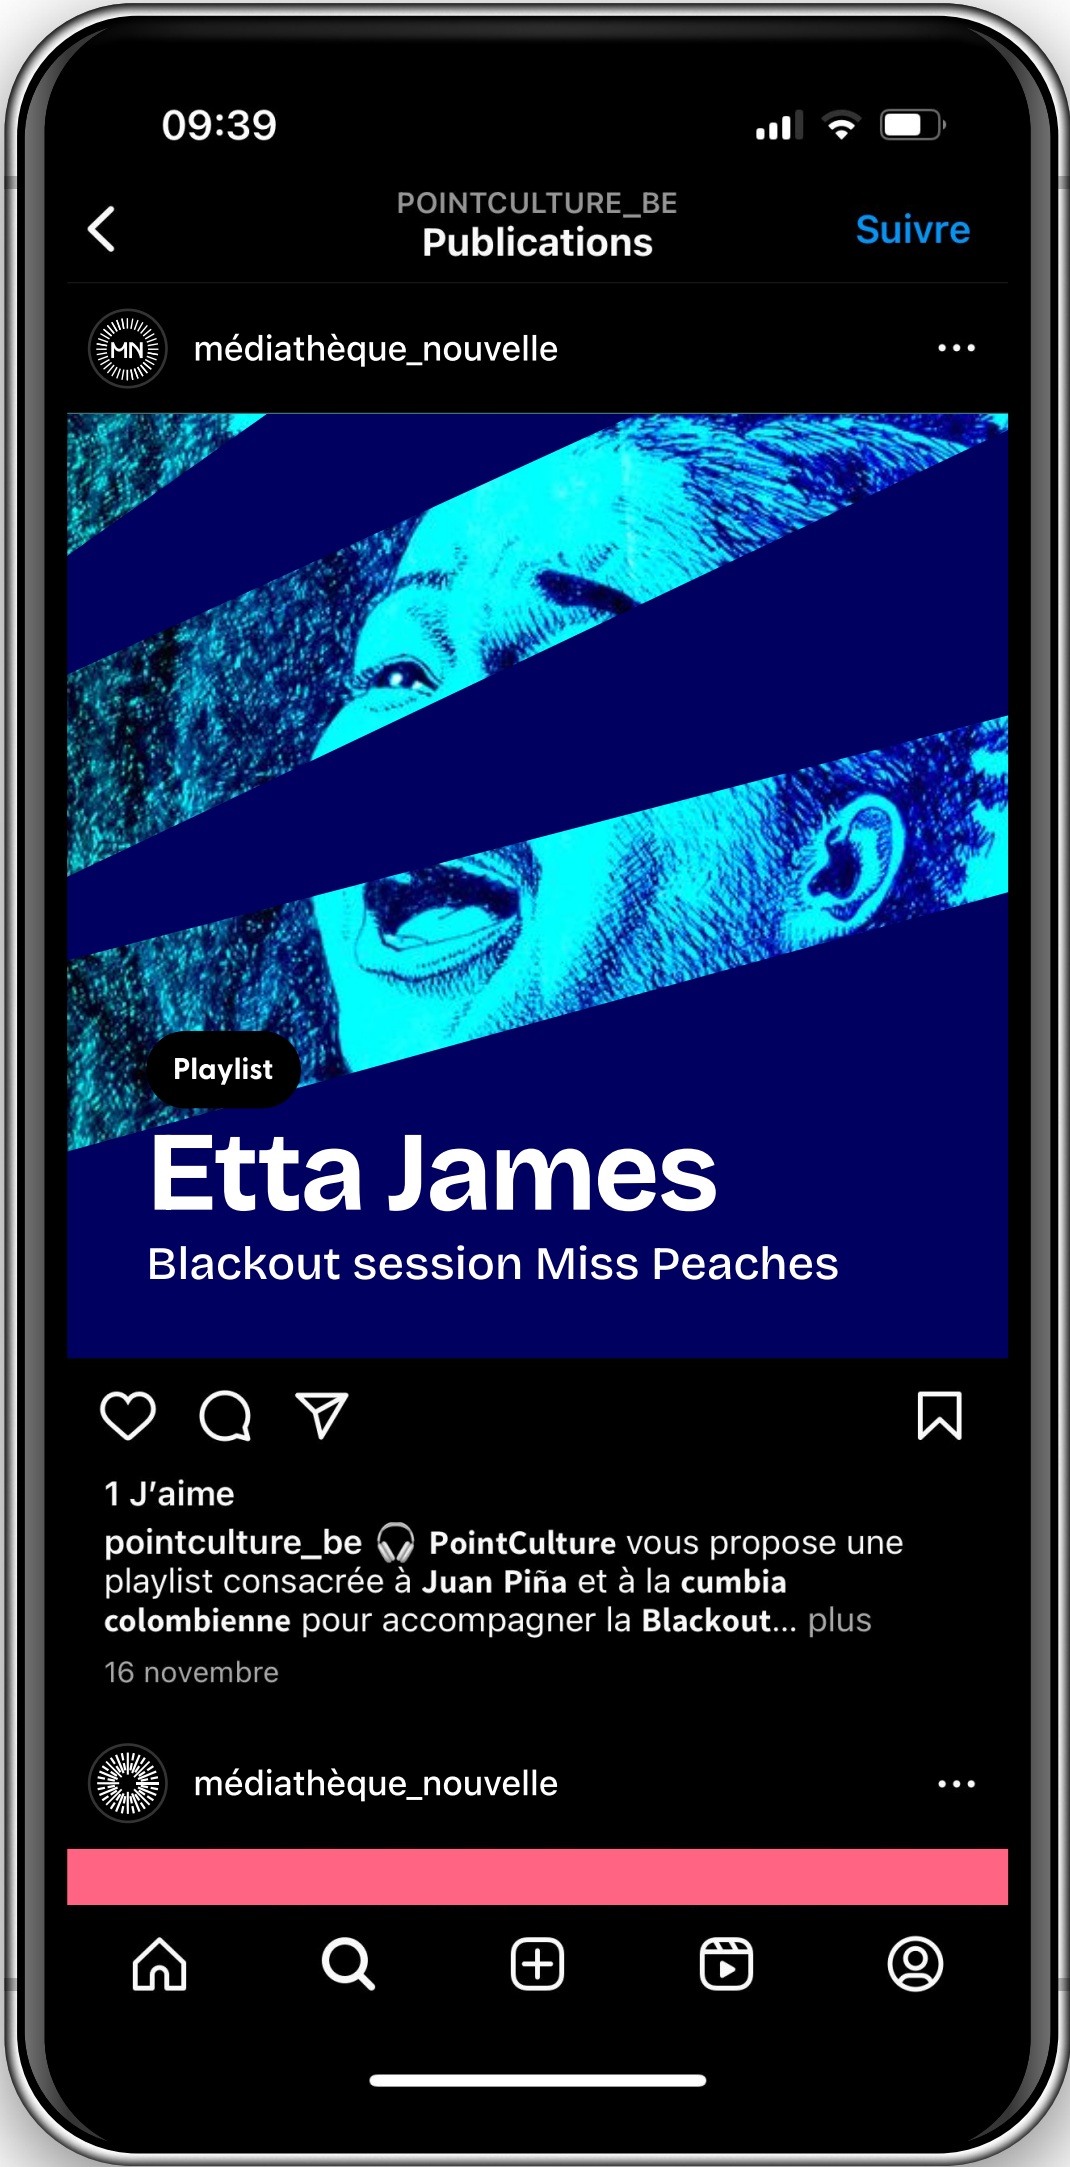 09:39
POINTCULTURE_BE
Publications
Suivre
MN
médiathèque_nouvelle
Playlist
Etta James
Blackout session Miss Peaches
1 J’aime
pointculture_be 🎧 PointCulture vous propose une
playlist consacrée à Juan Piña et à la cumbia
colombienne pour accompagner la Blackout... plus
16 novembre
médiathèque_nouvelle